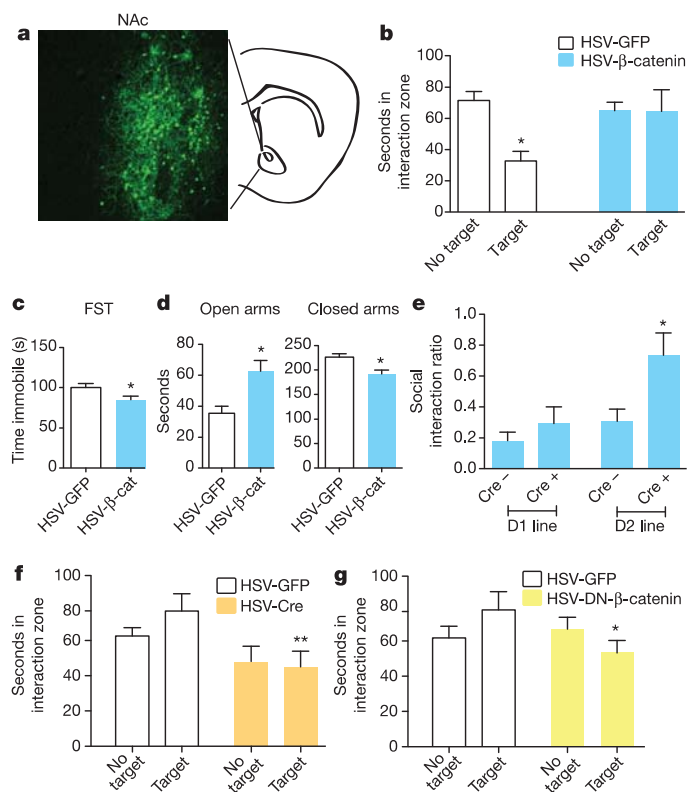 a
NAc
b
HSV-GFP
HSV-β-catenin
Seconds in
interaction zone
100
80
60
40
20
0
No target
Target
No target
Target
*
c
FST
Time immobile (s)
150
100
50
0
HSV-GFP
HSV-β-cat
*
d
Open arms
Seconds
80
60
40
20
0
HSV-GFP
HSV-β-cat
*
Closed arms
250
200
150
100
50
0
HSV-GFP
HSV-β-cat
*
e
Social
interaction ratio
1.0
0.8
0.6
0.4
0.2
0
Cre –
Cre +
Cre –
Cre +
D1 line
D2 line
*
f
HSV-GFP
HSV-Cre
Seconds in
interaction zone
80
80
60
40
20
0
No
target
Target
No
target
Target
**
g
HSV-GFP
HSV-DN-β-catenin
Seconds in
interaction zone
80
80
60
40
20
0
No
target
Target
No
target
Target
*